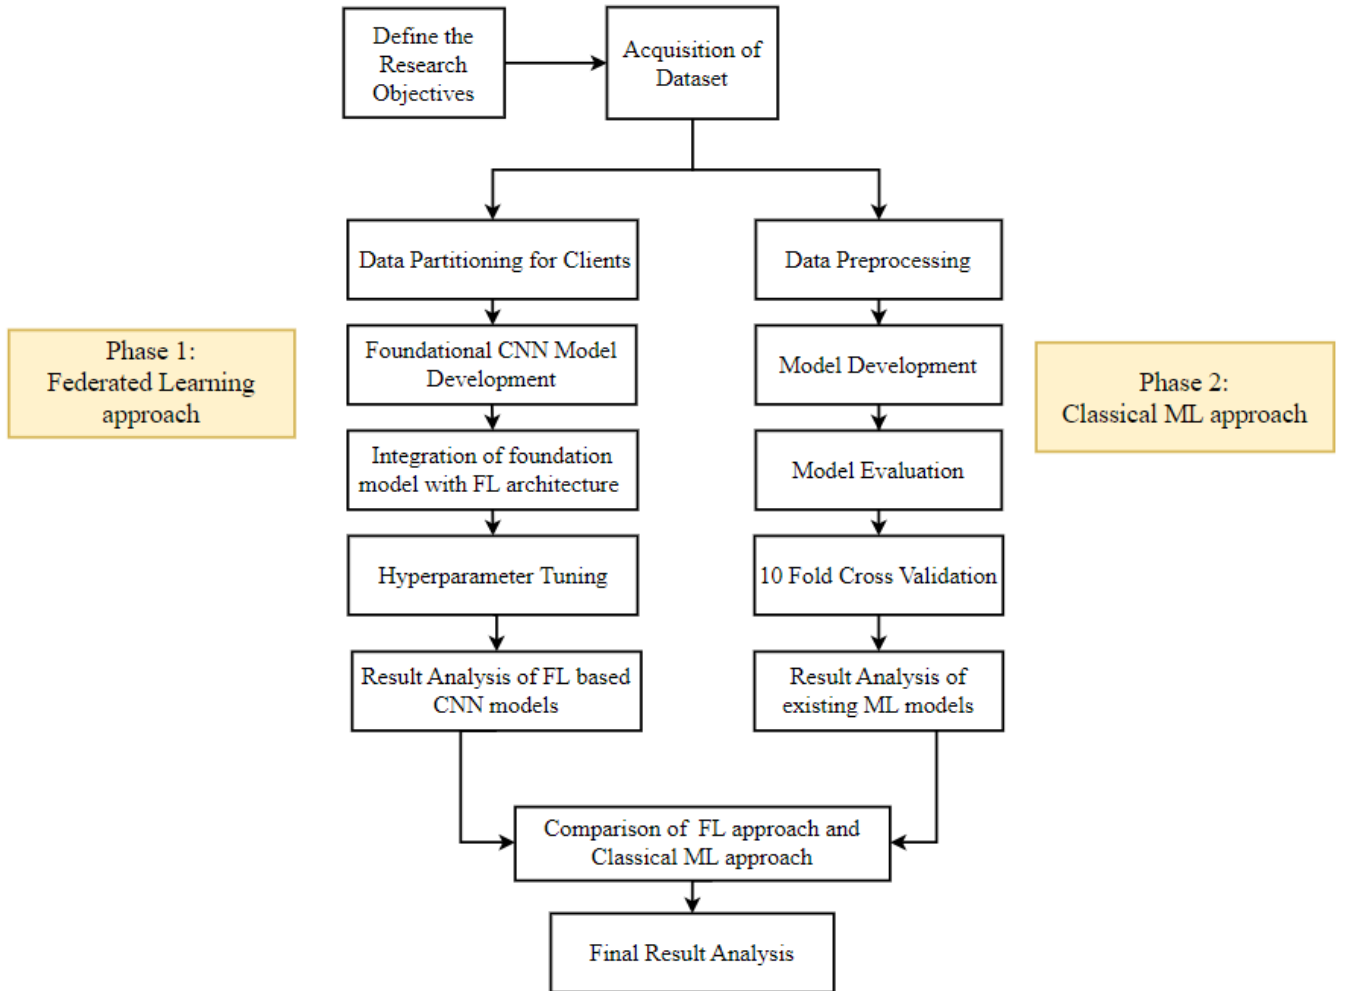 Define the
Research
Objectives
Acquisition of
Dataset
Data Partitioning for Clients
Data Preprocessing
Phase 1:
Federated Learning
approach
Foundational CNN Model
Development
Model Development
Phase 2:
Classical ML approach
Integration of foundation
model with FL architecture
Model Evaluation
Hyperparameter Tuning
10 Fold Cross Validation
Result Analysis of FL based
CNN models
Result Analysis of
existing ML models
Comparison of FL approach and
Classical ML approach
Final Result Analysis